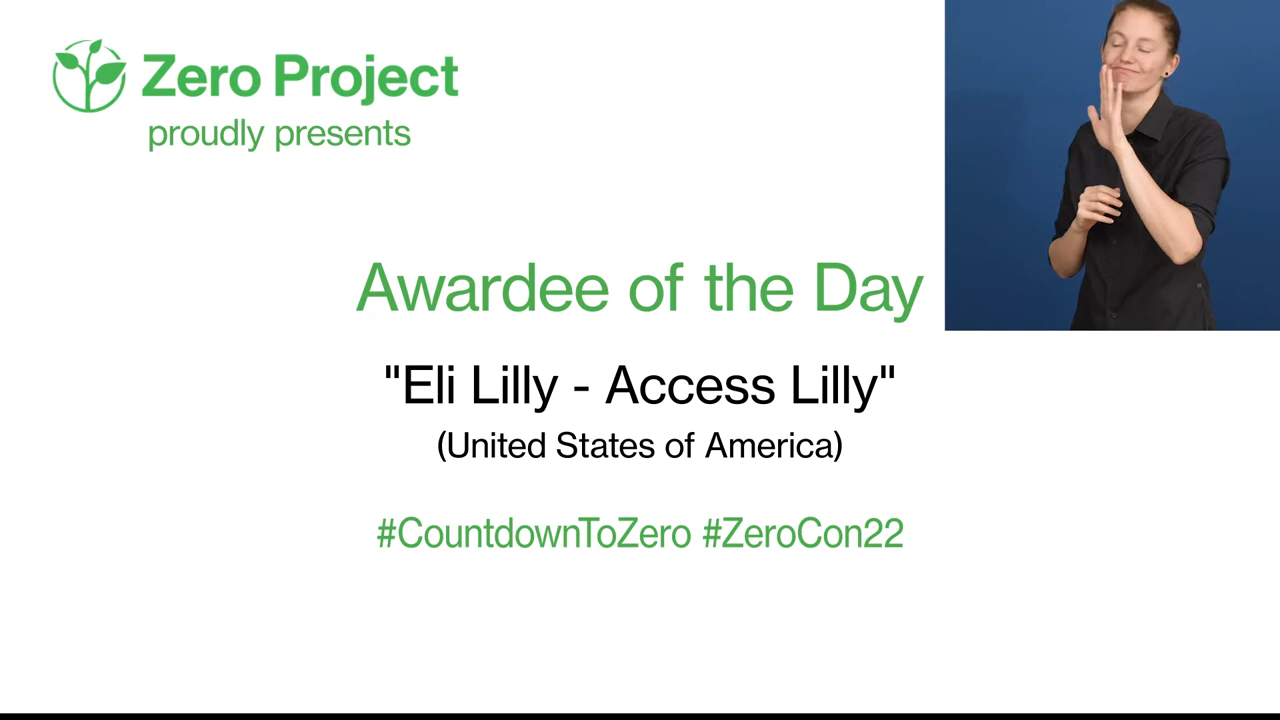 Zero Project
proudly presents
Awardee of the Day
"Eli Lilly - Access Lilly"
(United States of America)
#CountdownToZero #ZeroCon22